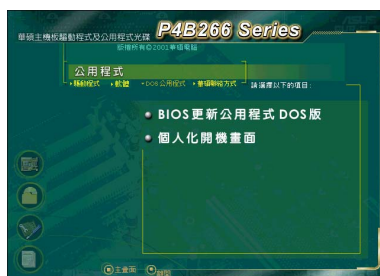 華碩主機板驅動程式及公用程式光碟 P4B266 Series
版權所有©2001華碩電腦
公用程式
驅動程式 軟體 DOS公用程式 華碩聯絡方式 請選擇以下的項目:
BIOS更新公用程式DOS版
個人化開機畫面
主畫面